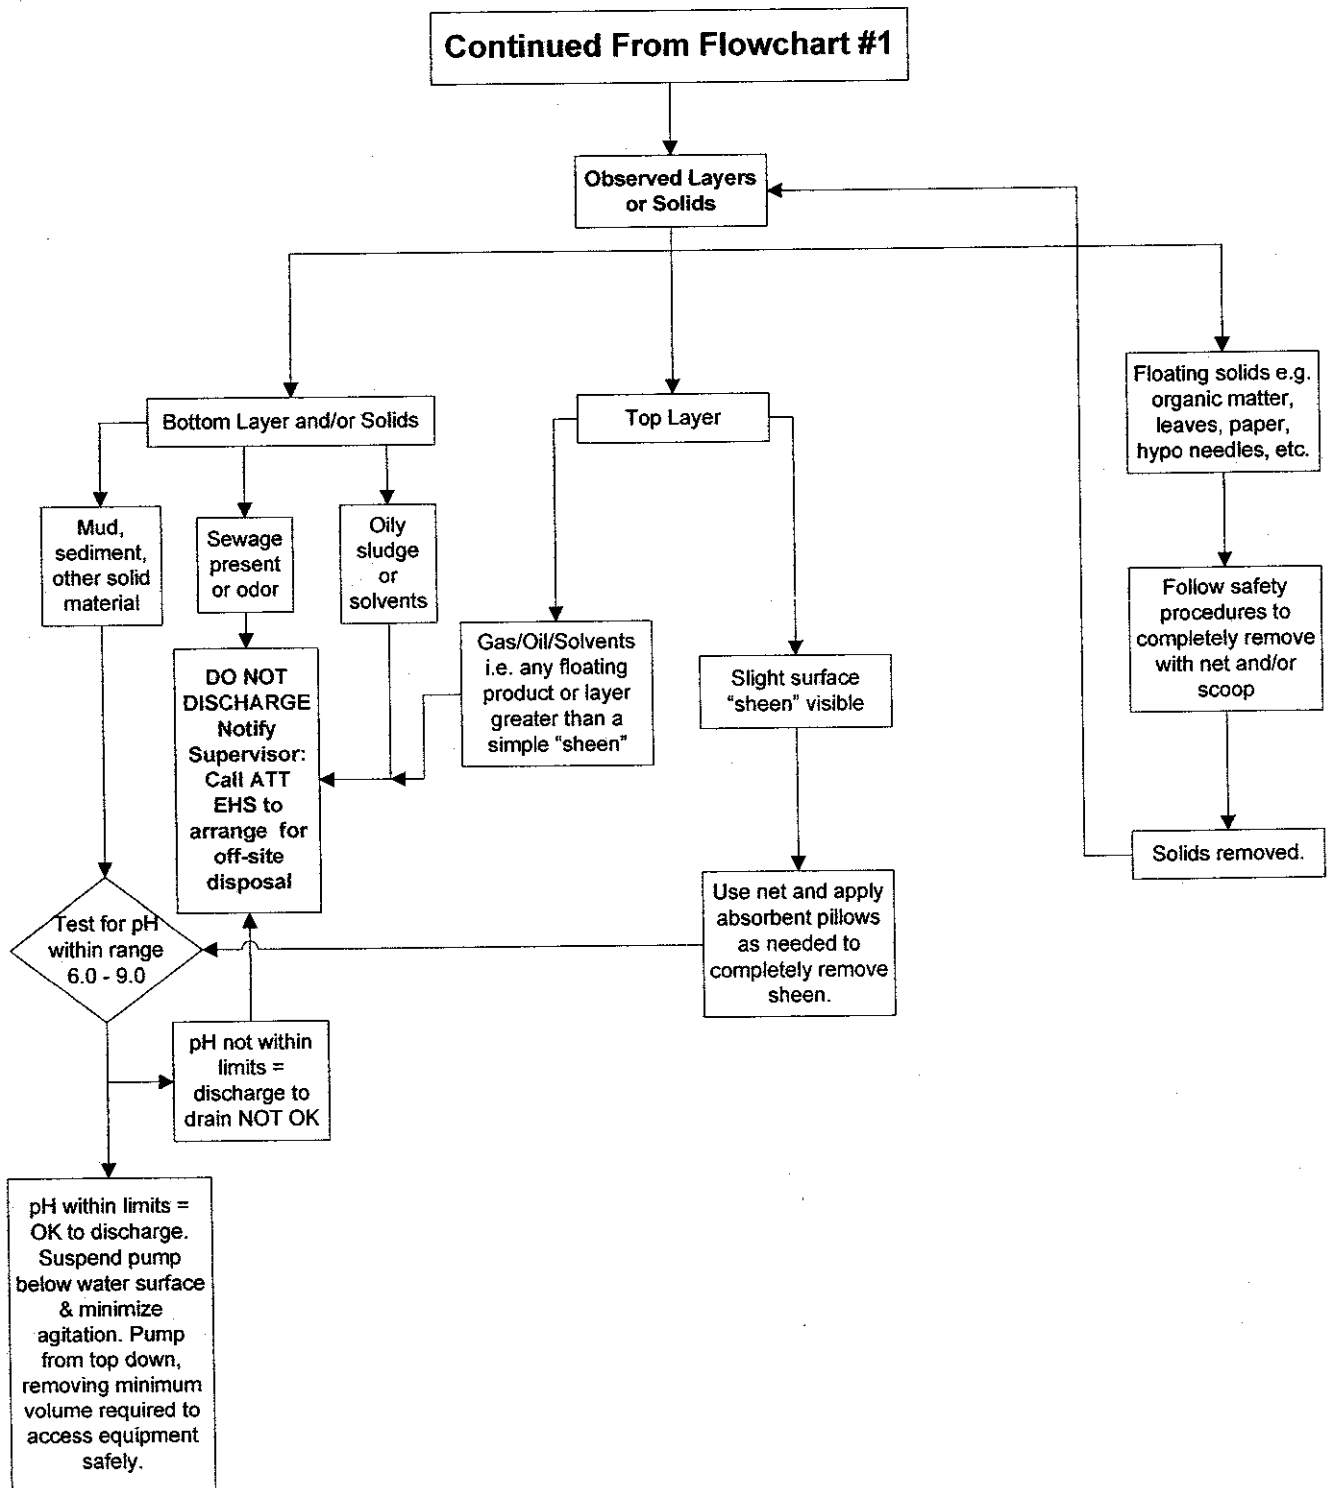 Continued From Flowchart #1
Observed Layers
or Solids
Bottom Layer and/or Solids
Top Layer
Floating solids e.g.
organic matter,
leaves, paper,
hypo needles, etc.
Mud,
sediment,
other solid
material
Sewage
present
or odor
Oily
sludge
or
solvents
Gas/Oil/Solvents
i.e. any floating
product or layer
greater than a
simple “sheen”
Slight surface
“sheen” visible
Follow safety
procedures to
completely remove
with net and/or
scoop
DO NOT
DISCHARGE
Notify
Supervisor:
Call ATT
EHS to
arrange for
off-site
disposal
Solids removed.
Use net and apply
absorbent pillows
as needed to
completely remove
sheen.
Test for pH
within range
6.0 - 9.0
pH not within
limits =
discharge to
drain NOT OK
pH within limits =
OK to discharge.
Suspend pump
below water surface
& minimize
agitation. Pump
from top down,
removing minimum
volume required to
access equipment
safely.